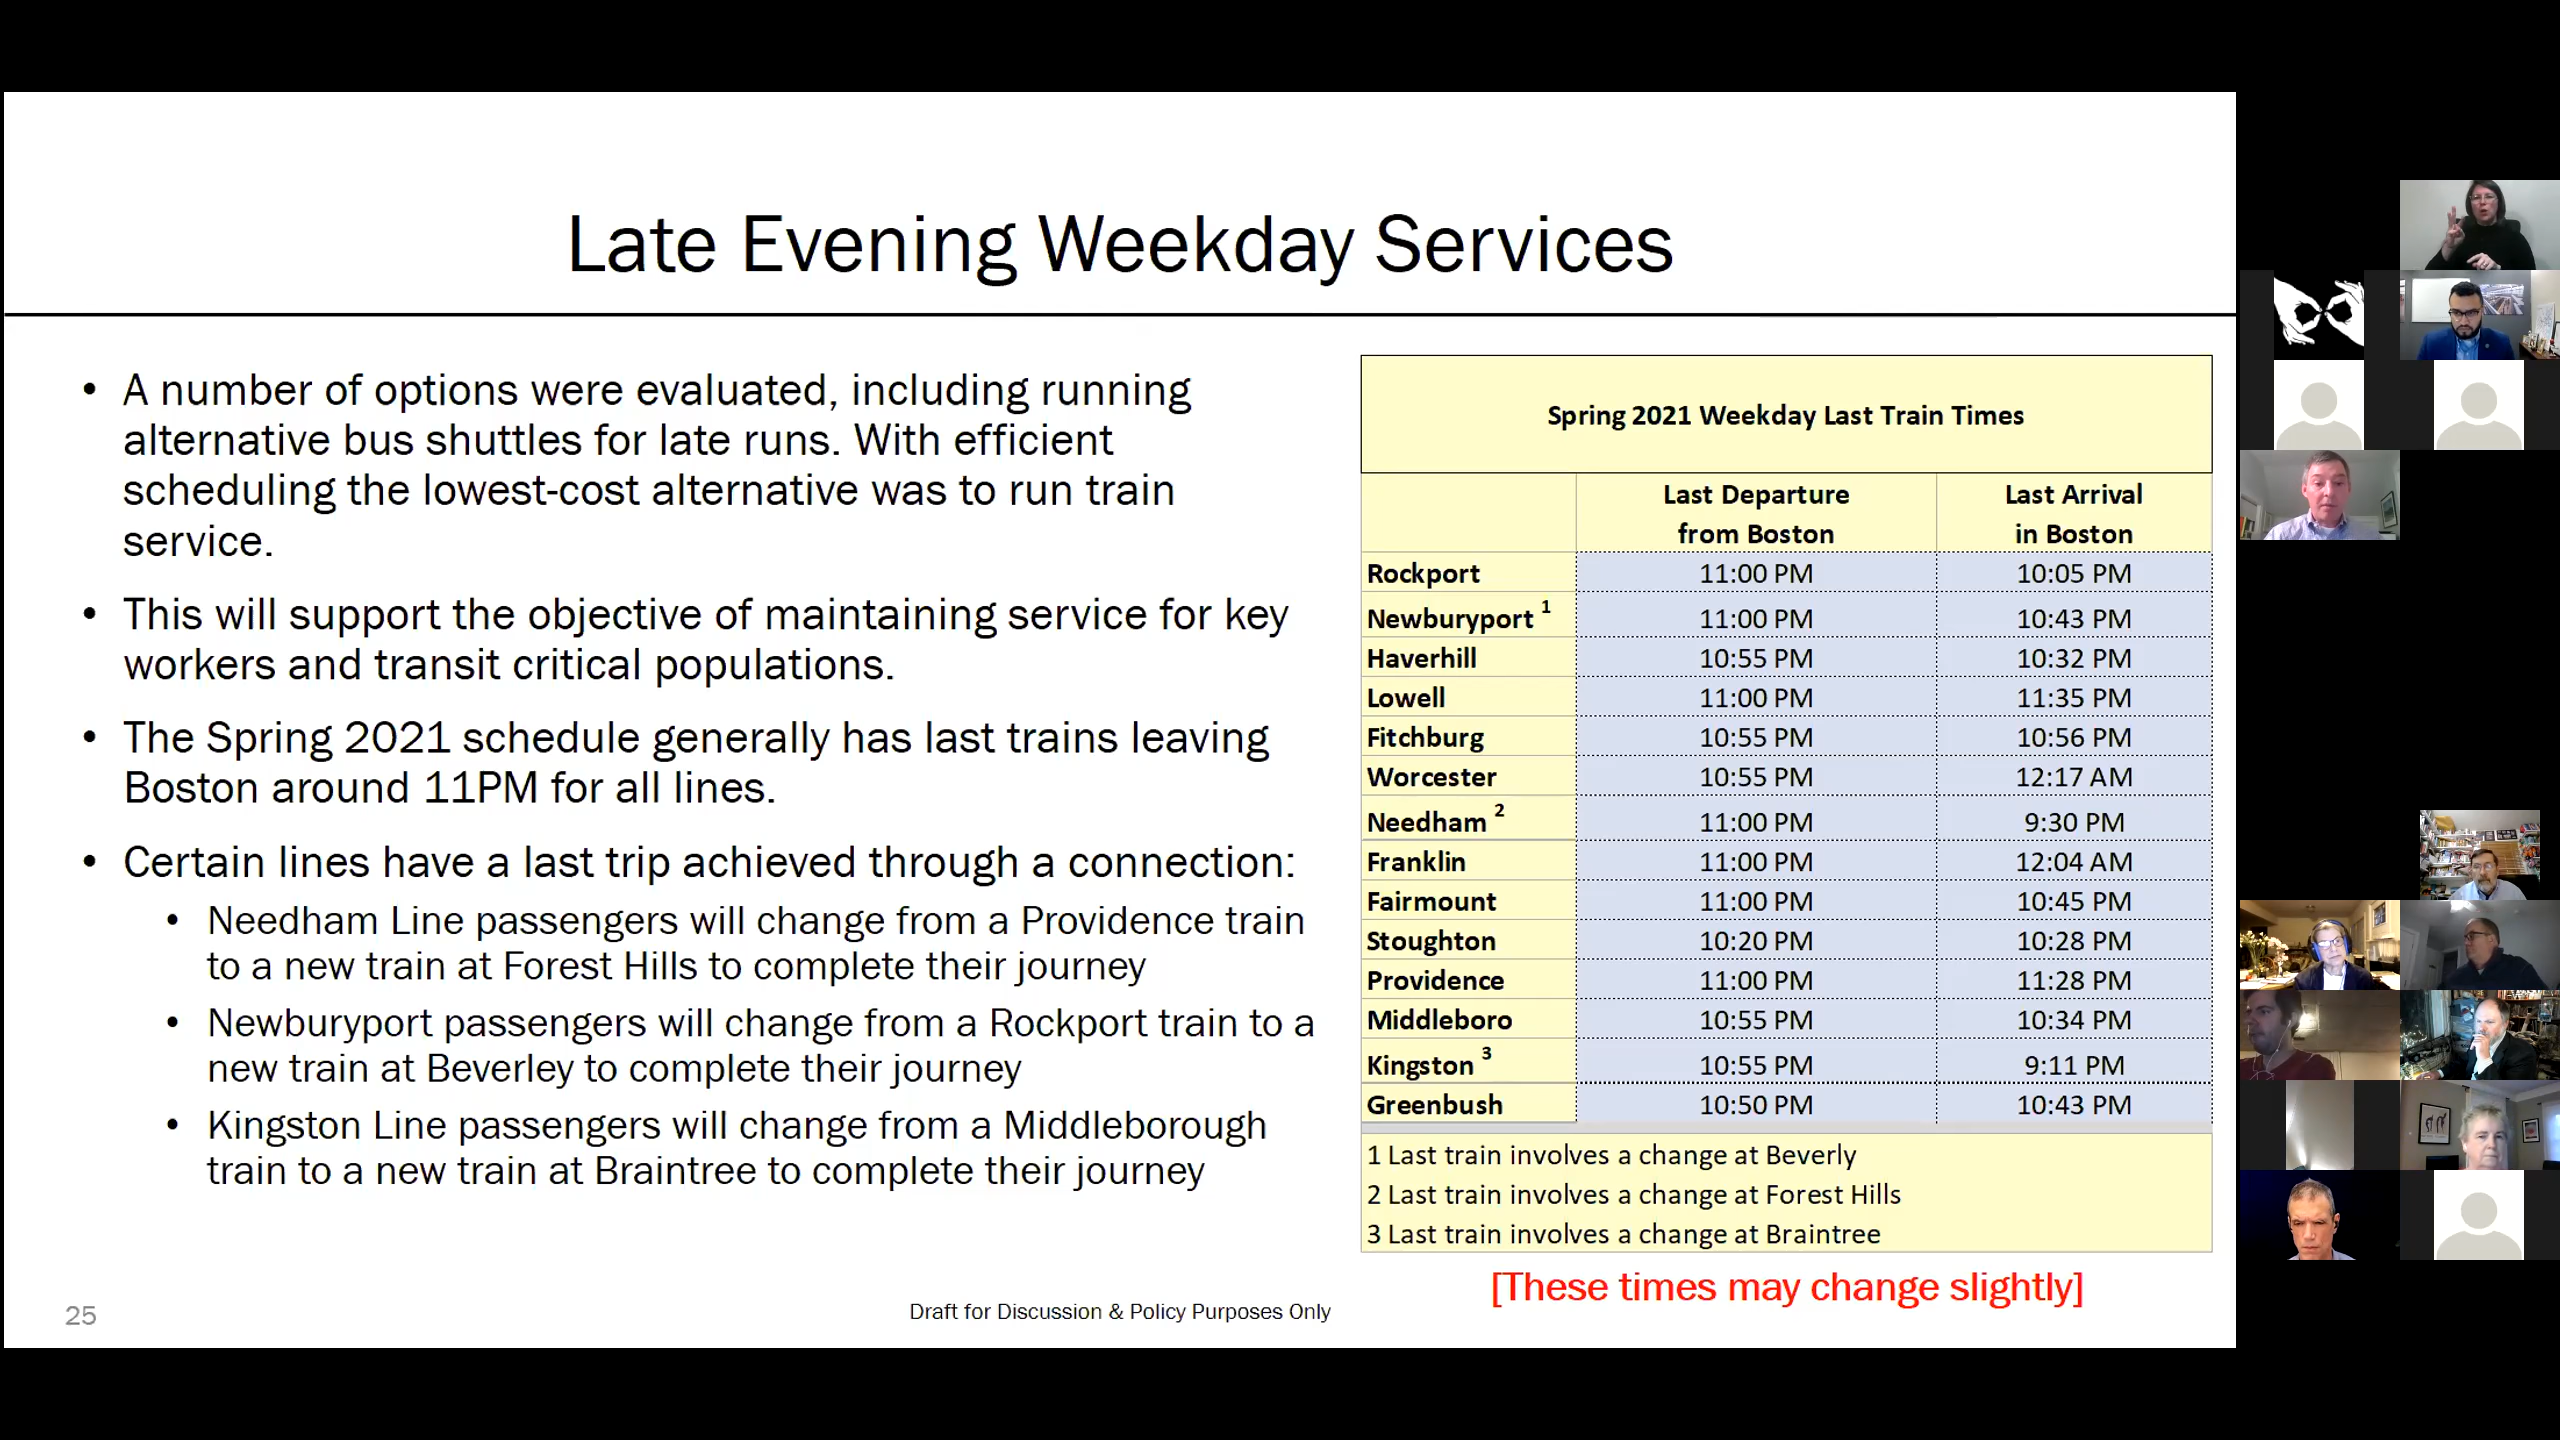 Late Evening Weekday Services
• A number of options were evaluated, including running
alternative bus shuttles for late runs. With efficient
scheduling the lowest-cost alternative was to run train
service.
• This will support the objective of maintaining service for key
workers and transit critical populations.
• The Spring 2021 schedule generally has last trains leaving
Boston around 11PM for all lines.
• Certain lines have a last trip achieved through a connection:
• Needham Line passengers will change from a Providence train
to a new train at Forest Hills to complete their journey
• Newburyport passengers will change from a Rockport train to a
new train at Beverley to complete their journey
• Kingston Line passengers will change from a Middleborough
train to a new train at Braintree to complete their journey
Spring 2021 Weekday Last Train Times
Last Departure Last Arrival
from Boston in Boston
Rockport 11:00 PM 10:05 PM
Newburyport 1 11:00 PM 10:43 PM
Haverhill 10:55 PM 10:32 PM
Lowell 11:00 PM 11:35 PM
Fitchburg 10:55 PM 10:56 PM
Worcester 10:55 PM 12:17 AM
Needham 2 11:00 PM 9:30 PM
Franklin 11:00 PM 12:04 AM
Fairmount 11:00 PM 10:45 PM
Stoughton 10:20 PM 10:28 PM
Providence 11:00 PM 11:28 PM
Middleboro 10:55 PM 10:34 PM
Kingston 3 10:55 PM 9:11 PM
Greenbush 10:50 PM 10:43 PM
1 Last train involves a change at Beverly
2 Last train involves a change at Forest Hills
3 Last train involves a change at Braintree
[These times may change slightly]
25
Draft for Discussion & Policy Purposes Only